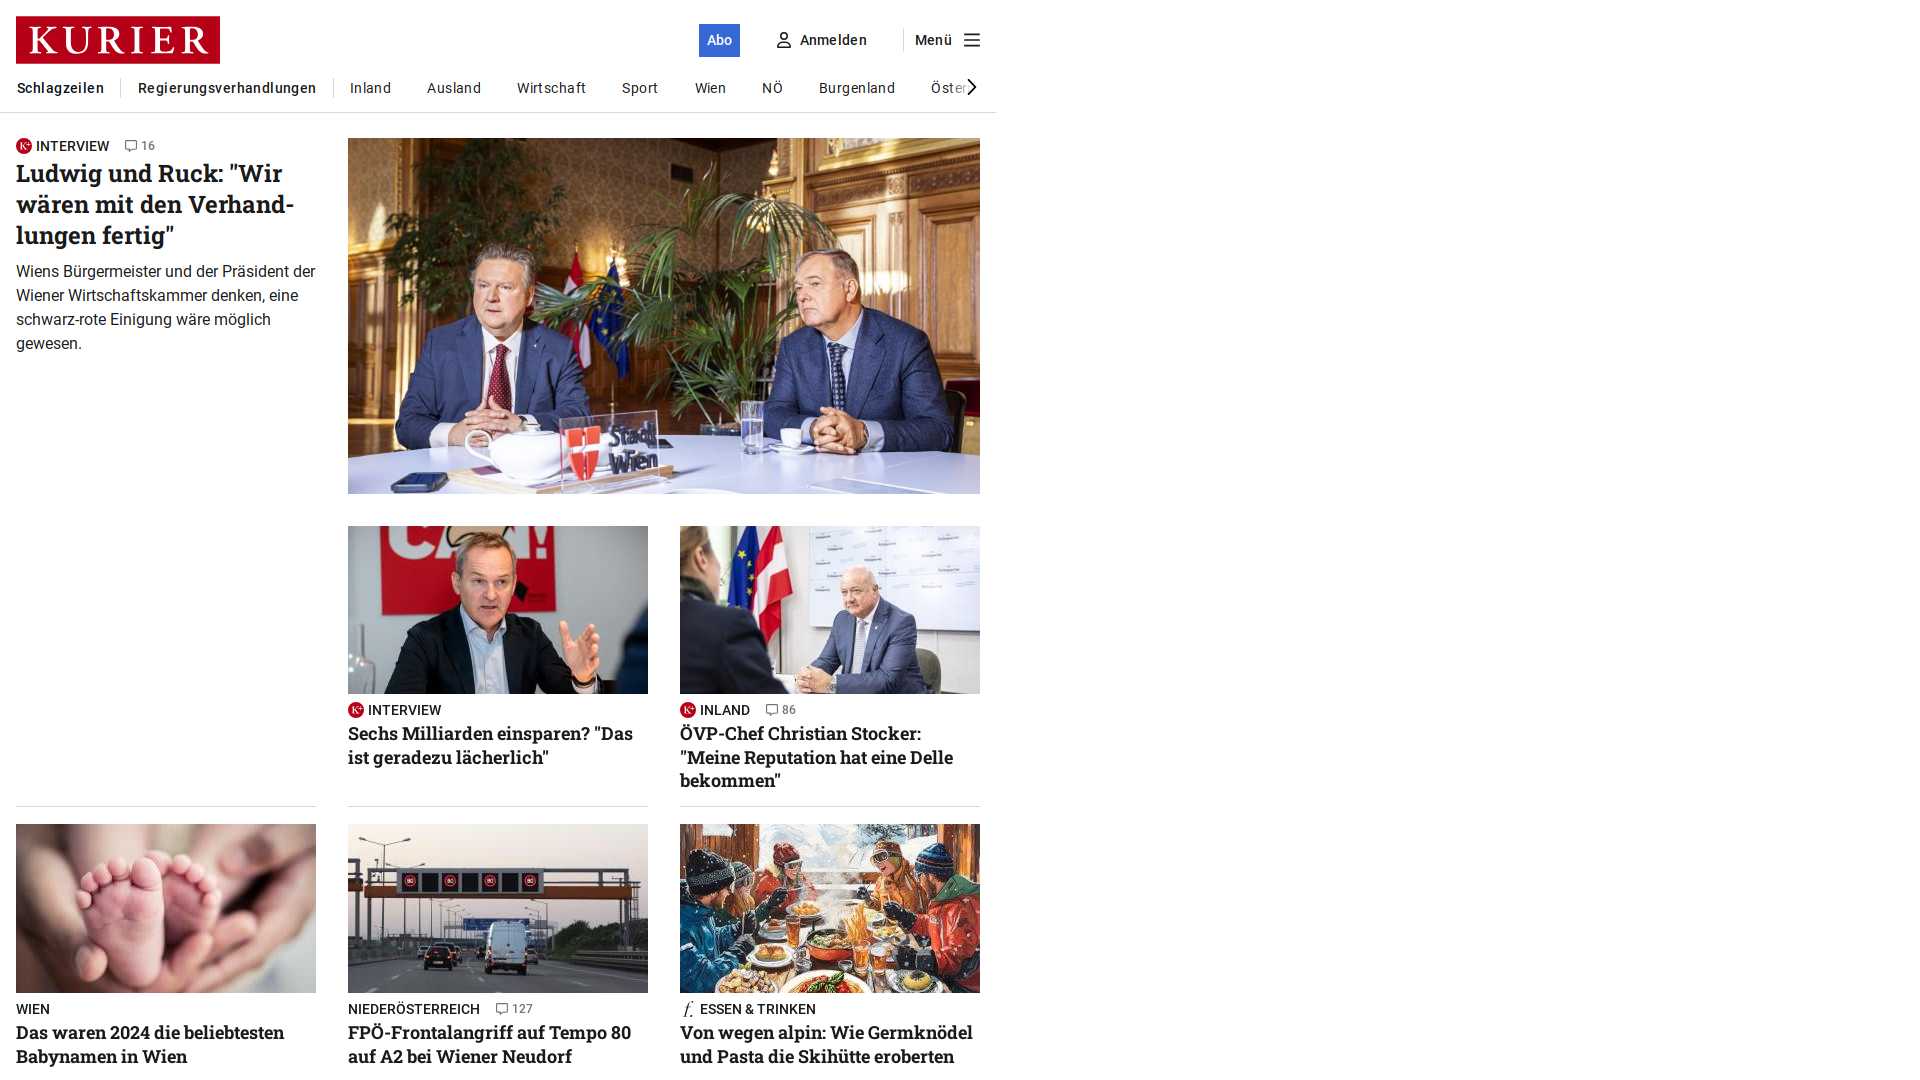 KURIER
Abo
Anmelden
Menü
Schlagzeilen
Regierungsverhandlungen
Inland
Ausland
Wirtschaft
Sport
Wien
NÖ
Burgenland
Öster
K+ INTERVIEW 16
Ludwig und Ruck: "Wir
wären mit den Verhand-
lungen fertig"
Wiens Bürgermeister und der Präsident der
Wiener Wirtschaftskammer denken, eine
schwarz-rote Einigung wäre möglich
gewesen.
Stadt
Wien
K+ INTERVIEW
Sechs Milliarden einsparen? "Das
ist geradezu lächerlich"
K+ INLAND 86
ÖVP-Chef Christian Stocker:
"Meine Reputation hat eine Delle
bekommen"
WIEN
Das waren 2024 die beliebtesten
Babynamen in Wien
NIEDERÖSTERREICH 127
FPÖ-Frontalangriff auf Tempo 80
auf A2 bei Wiener Neudorf
f. ESSEN & TRINKEN
Von wegen alpin: Wie Germknödel
und Pasta die Skihütte eroberten